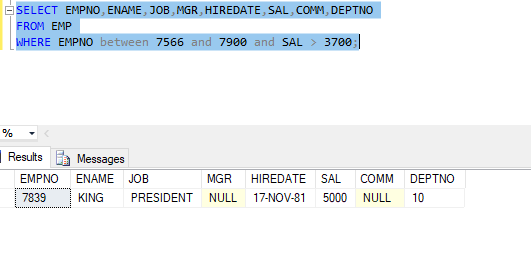 SELECT EMPNO,ENAME,JOB,MGR,HIREDATE,SAL,COMM,DEPTNO
FROM EMP
WHERE EMPNO between 7566 and 7900 and SAL > 3700;
%
Results Messages
EMPNO ENAME JOB MGR HIREDATE SAL COMM DEPTNO
7839 KING PRESIDENT NULL 17-NOV-81 5000 NULL 10